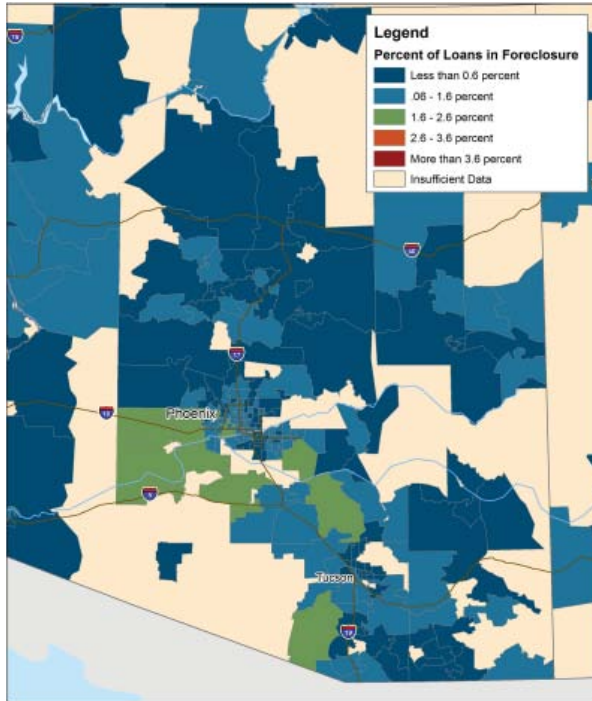 Legend
Percent of Loans in Foreclosure
Less than 0.6 percent
.06 - 1.6 percent
1.6 - 2.6 percent
2.6 - 3.6 percent
More than 3.6 percent
Insufficient Data
15
17
Phoenix
10
8
Tucson
19